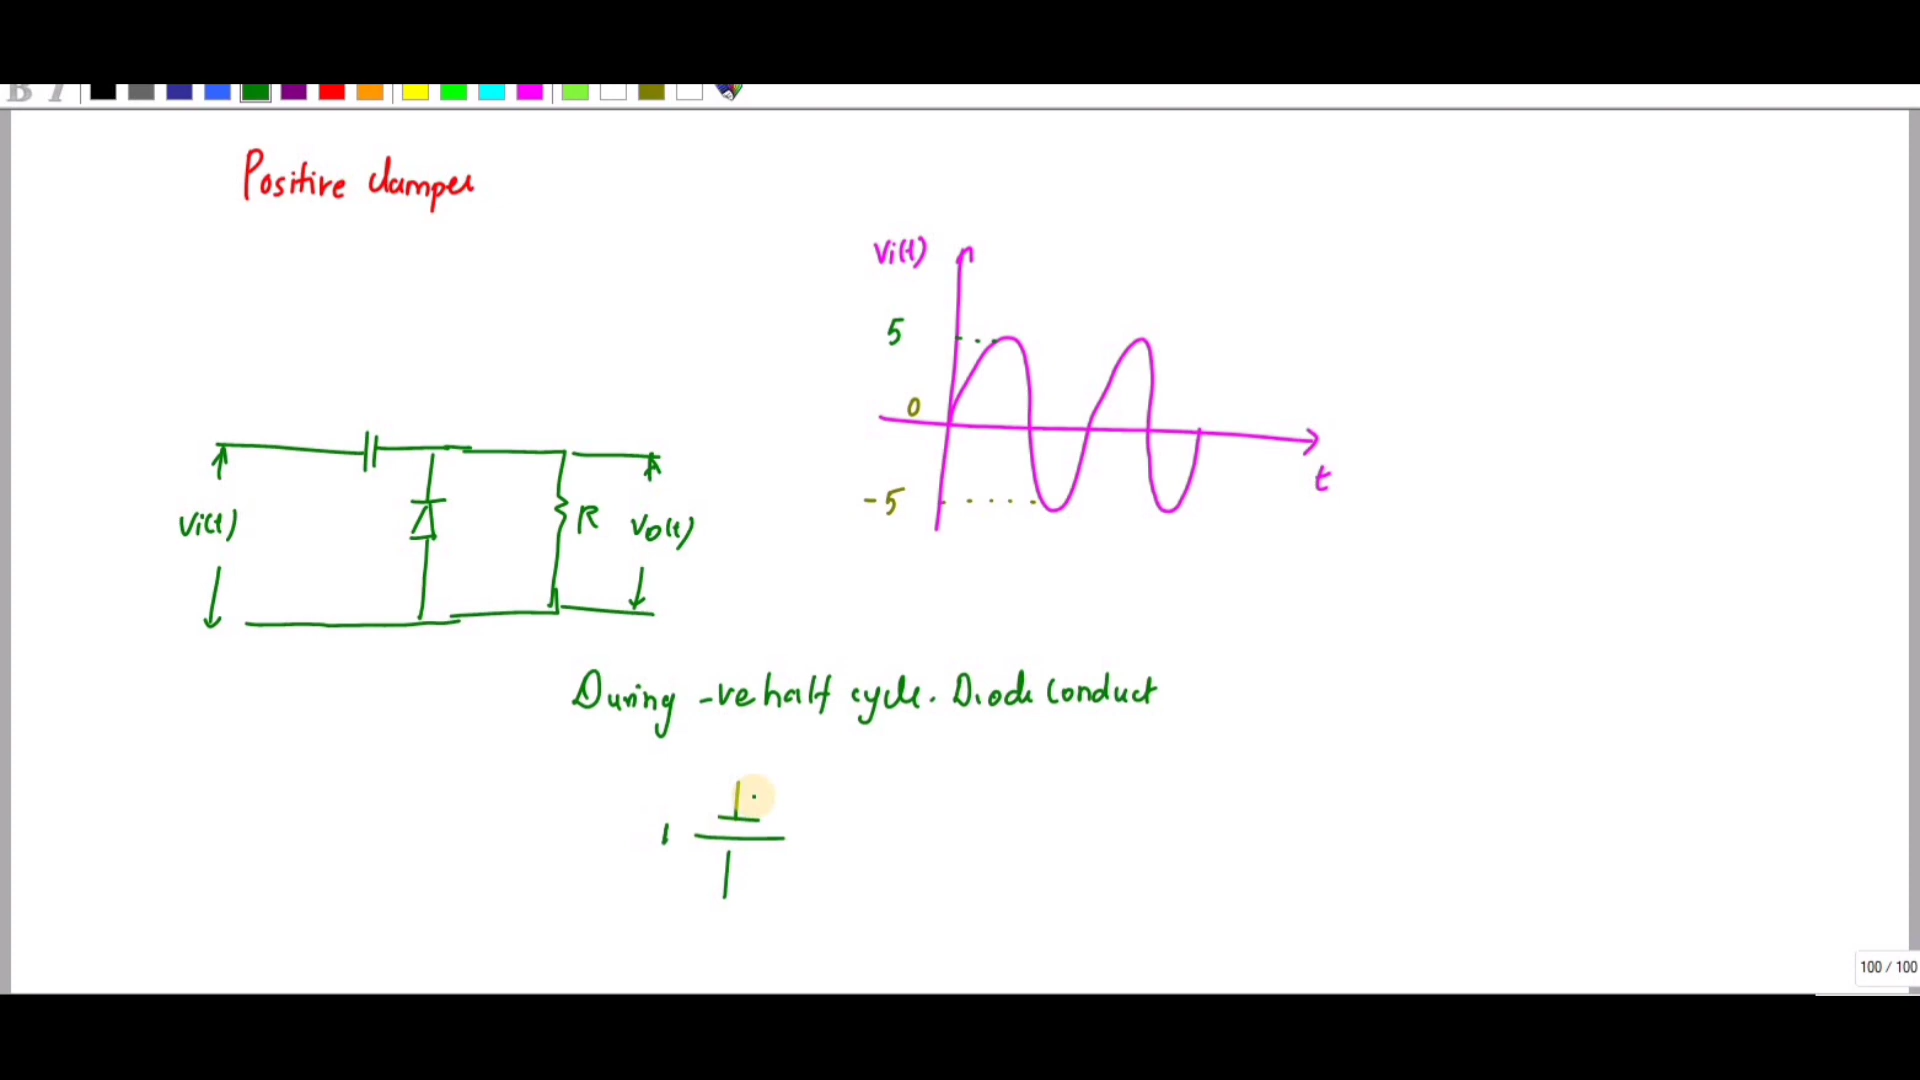 B I
Positive clamper
Vi(t)
5
0
-5
t
Vi(t)
R
Vo(t)
During -ve half cycle. Diode Conduct
100 / 100